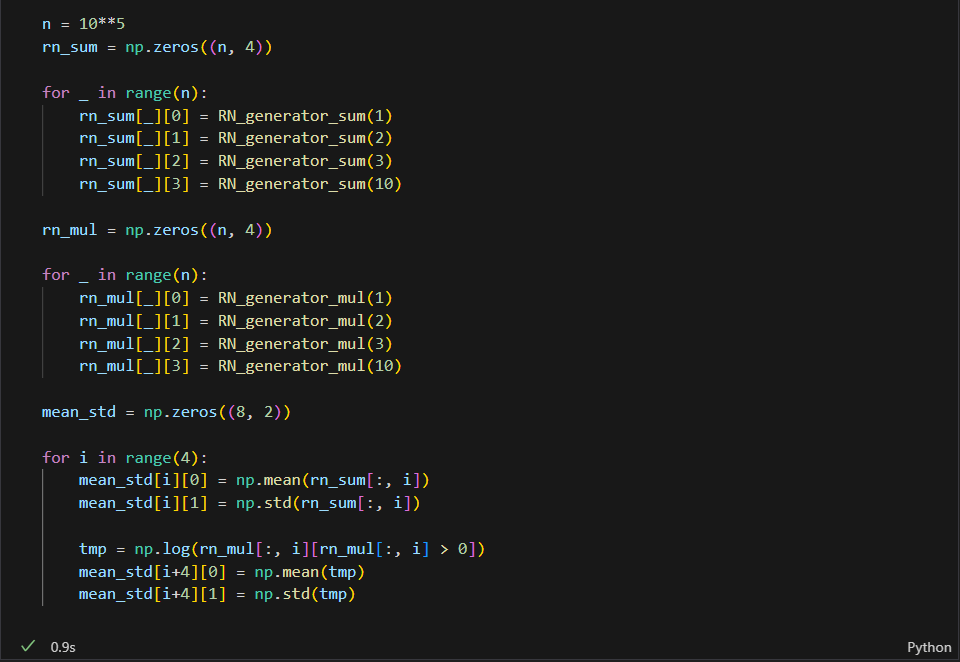 n = 10**5
rn_sum = np.zeros((n, 4))
for _ in range(n):
rn_sum[_][0] = RN_generator_sum(1)
rn_sum[_][1] = RN_generator_sum(2)
rn_sum[_][2] = RN_generator_sum(3)
rn_sum[_][3] = RN_generator_sum(10)
rn_mul = np.zeros((n, 4))
for _ in range(n):
rn_mul[_][0] = RN_generator_mul(1)
rn_mul[_][1] = RN_generator_mul(2)
rn_mul[_][2] = RN_generator_mul(3)
rn_mul[_][3] = RN_generator_mul(10)
mean_std = np.zeros((8, 2))
for i in range(4):
mean_std[i][0] = np.mean(rn_sum[:, i])
mean_std[i][1] = np.std(rn_sum[:, i])
tmp = np.log(rn_mul[:, i][rn_mul[:, i] > 0])
mean_std[i+4][0] = np.mean(tmp)
mean_std[i+4][1] = np.std(tmp)
0.9s
Python